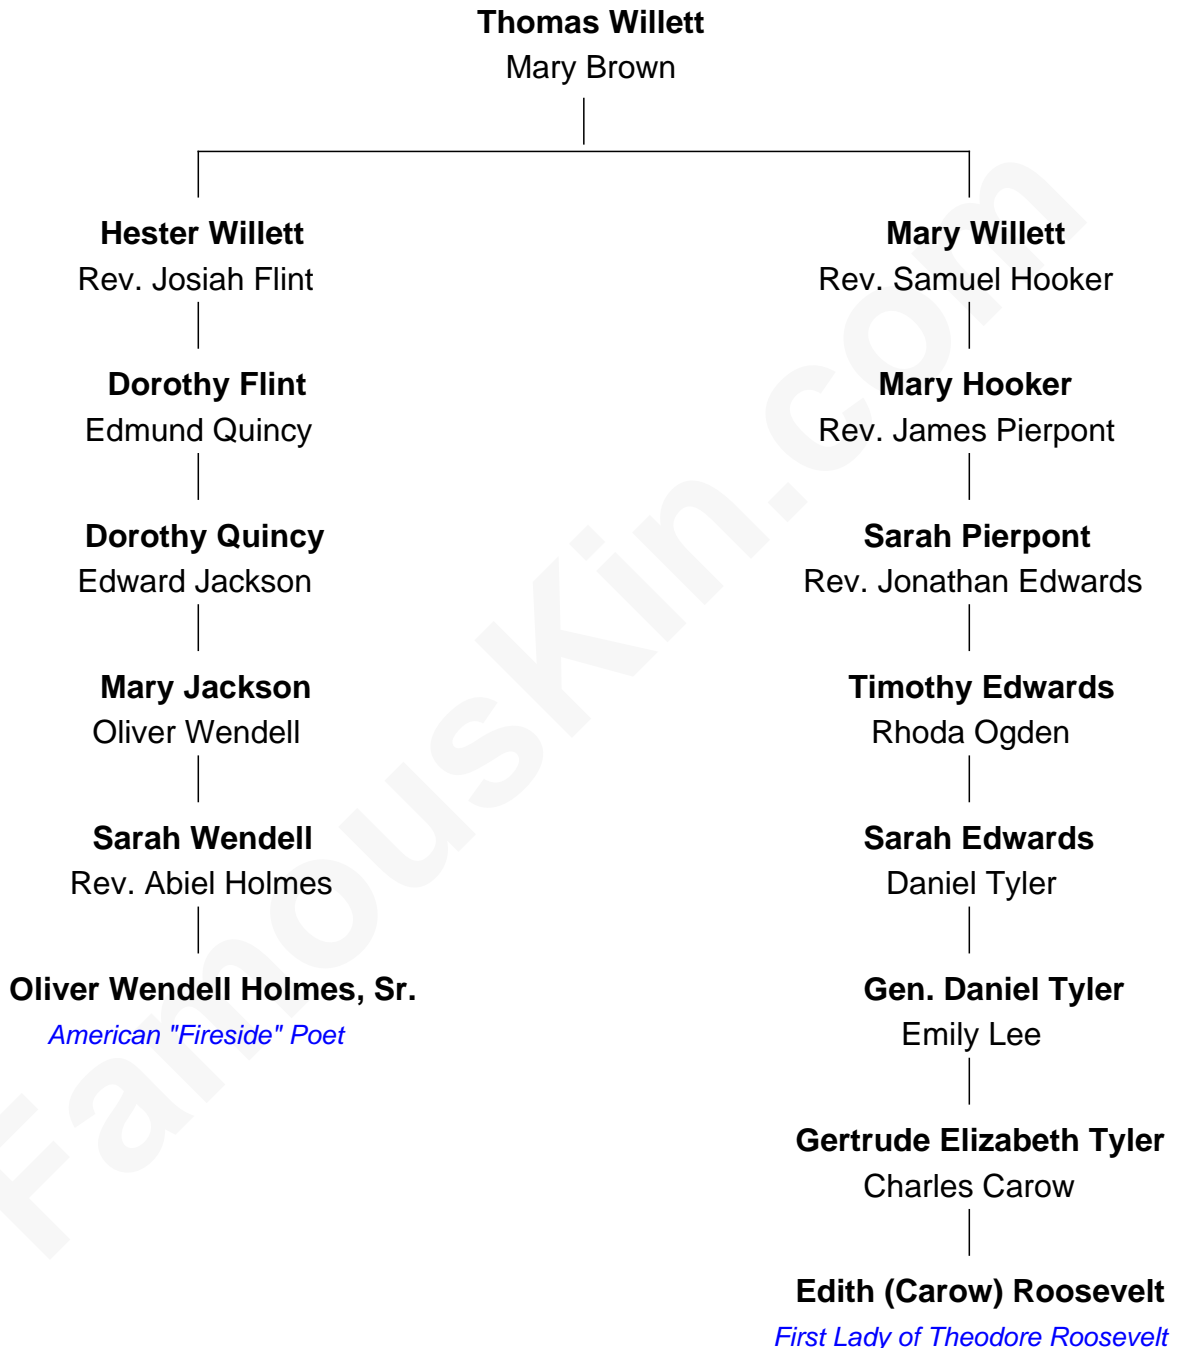 Thomas Willett
Mary Brown
Hester Willett
Rev. Josiah Flint
Dorothy Flint
Edmund Quincy
Dorothy Quincy
Edward Jackson
Mary Jackson
Oliver Wendell
Sarah Wendell
Rev. Abiel Holmes
Oliver Wendell Holmes, Sr.
American "Fireside" Poet
Mary Willett
Rev. Samuel Hooker
Mary Hooker
Rev. James Pierpont
Sarah Pierpont
Rev. Jonathan Edwards
Timothy Edwards
Rhoda Ogden
Sarah Edwards
Daniel Tyler
Gen. Daniel Tyler
Emily Lee
Gertrude Elizabeth Tyler
Charles Carow
Edith (Carow) Roosevelt
First Lady of Theodore Roosevelt
FamousKin.com